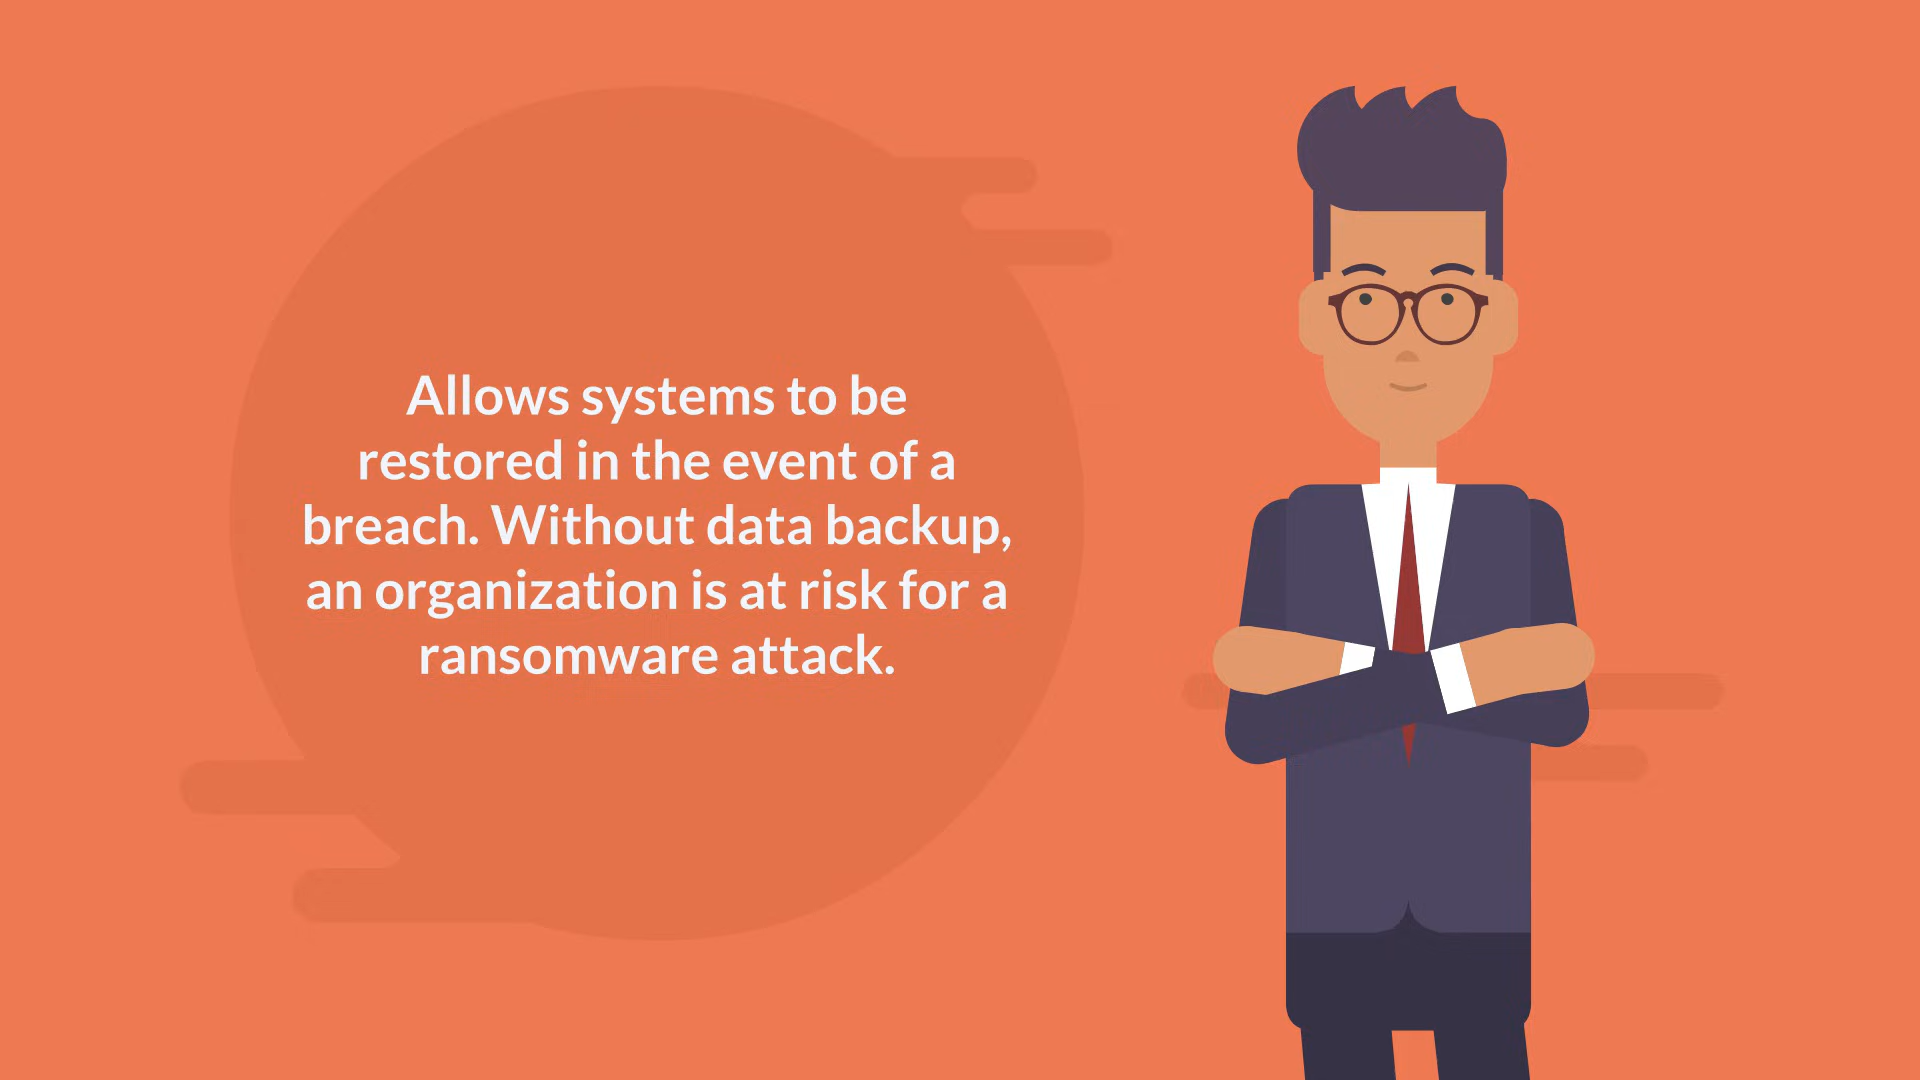 Allows systems to be
restored in the event of a
breach. Without data backup,
an organization is at risk for a
ransomware attack.